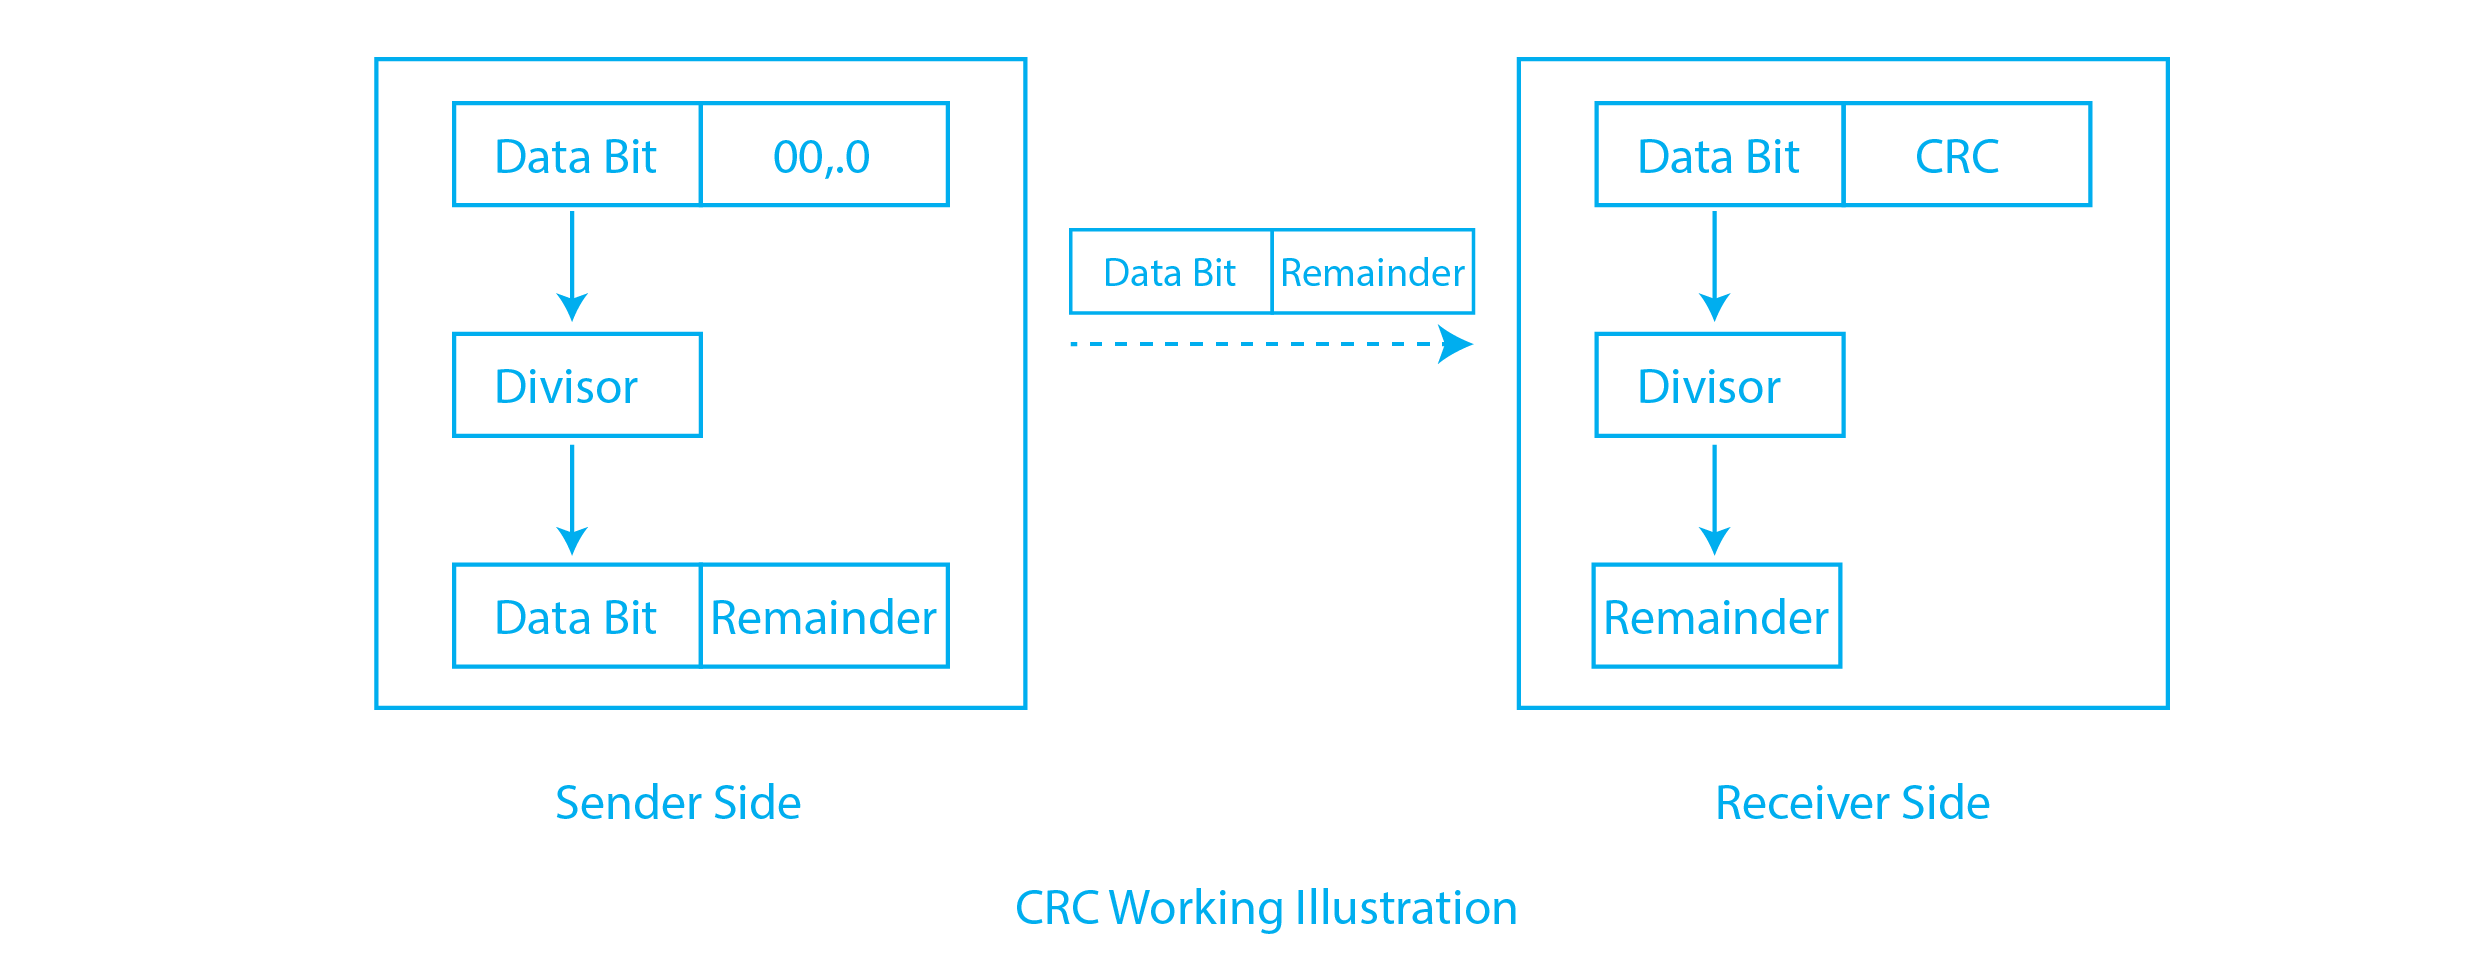 Data Bit 00,.0
Divisor
Data Bit Remainder
Sender Side
Data Bit Remainder
Data Bit CRC
Divisor
Remainder
Receiver Side
CRC Working Illustration